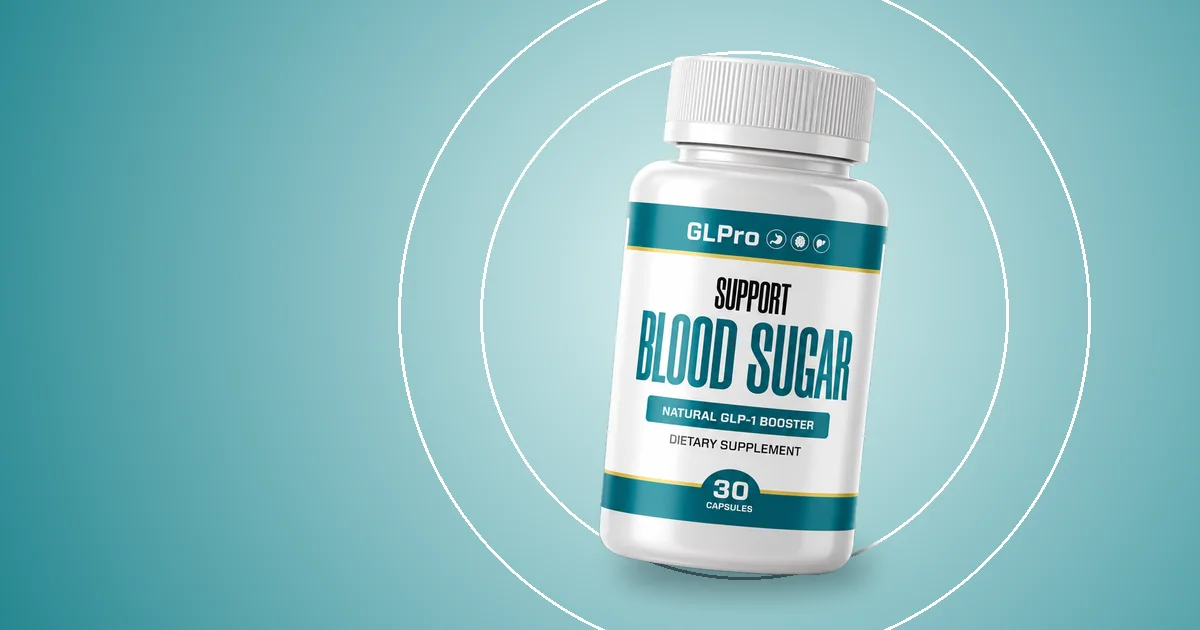 GLPro
SUPPORT
BLOOD SUGAR
NATURAL GLP-1 BOOSTER
DIETARY SUPPLEMENT
30
CAPSULES